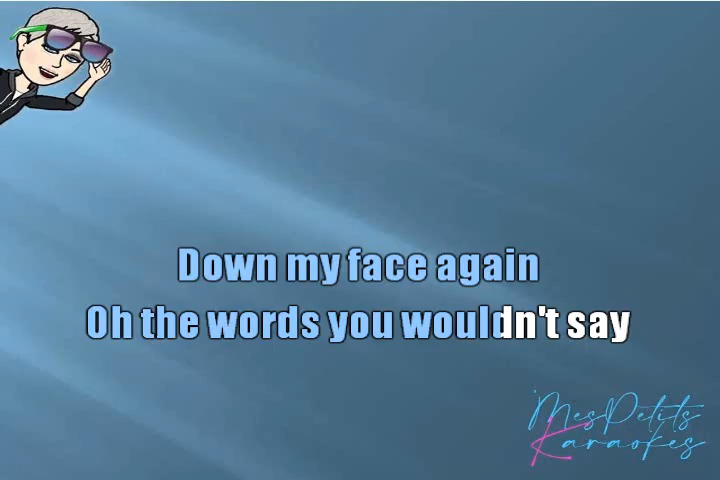 Down my face again
Oh the words you wouldn't say
MesPetits
Karaokes